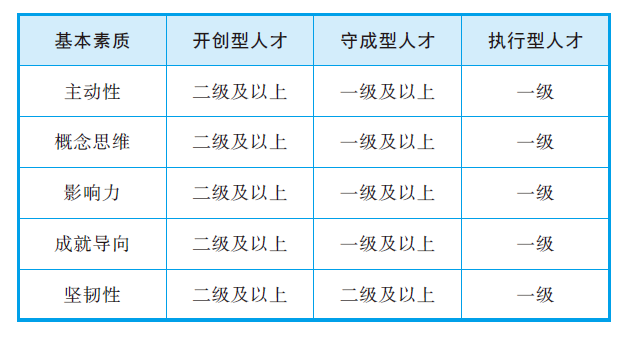 基本素质 开创型人才 守成型人才 执行型人才
主动性 二级及以上 一级及以上 一级
概念思维 二级及以上 一级及以上 一级
影响力 二级及以上 一级及以上 一级
成就导向 二级及以上 一级及以上 一级
坚韧性 二级及以上 二级及以上 一级